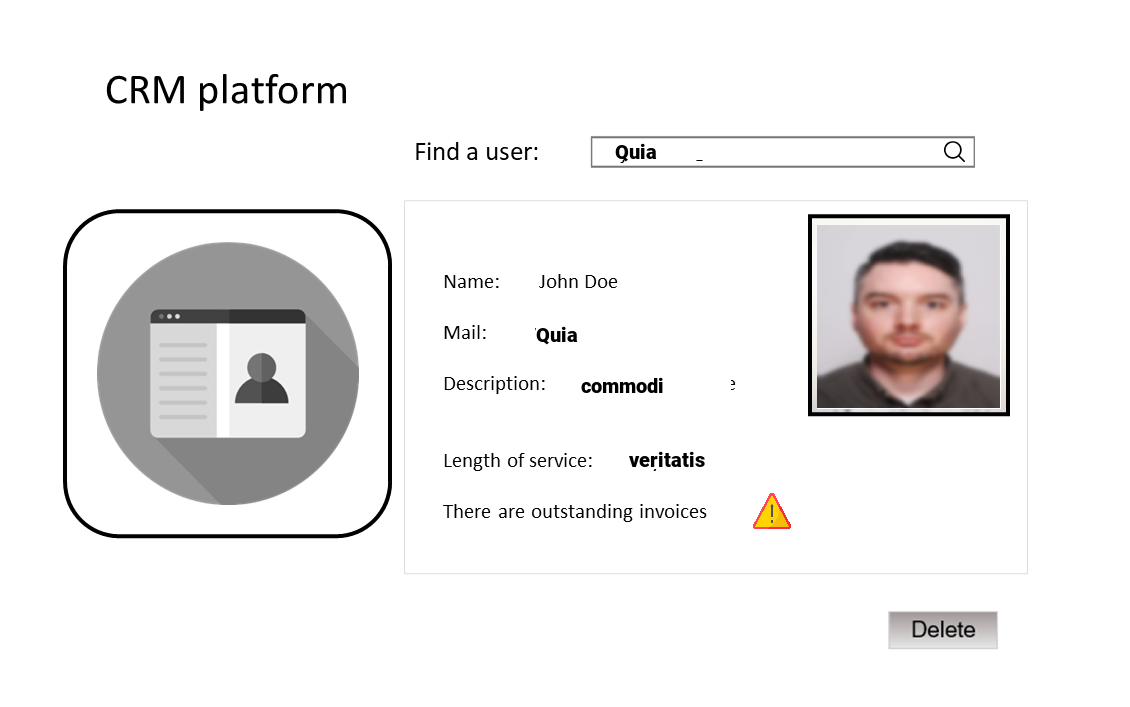 CRM platform
Find a user: Quia
Name: John Doe
Mail: Quia
Description: commodi e
Length of service: veritatis
There are outstanding invoices
Delete